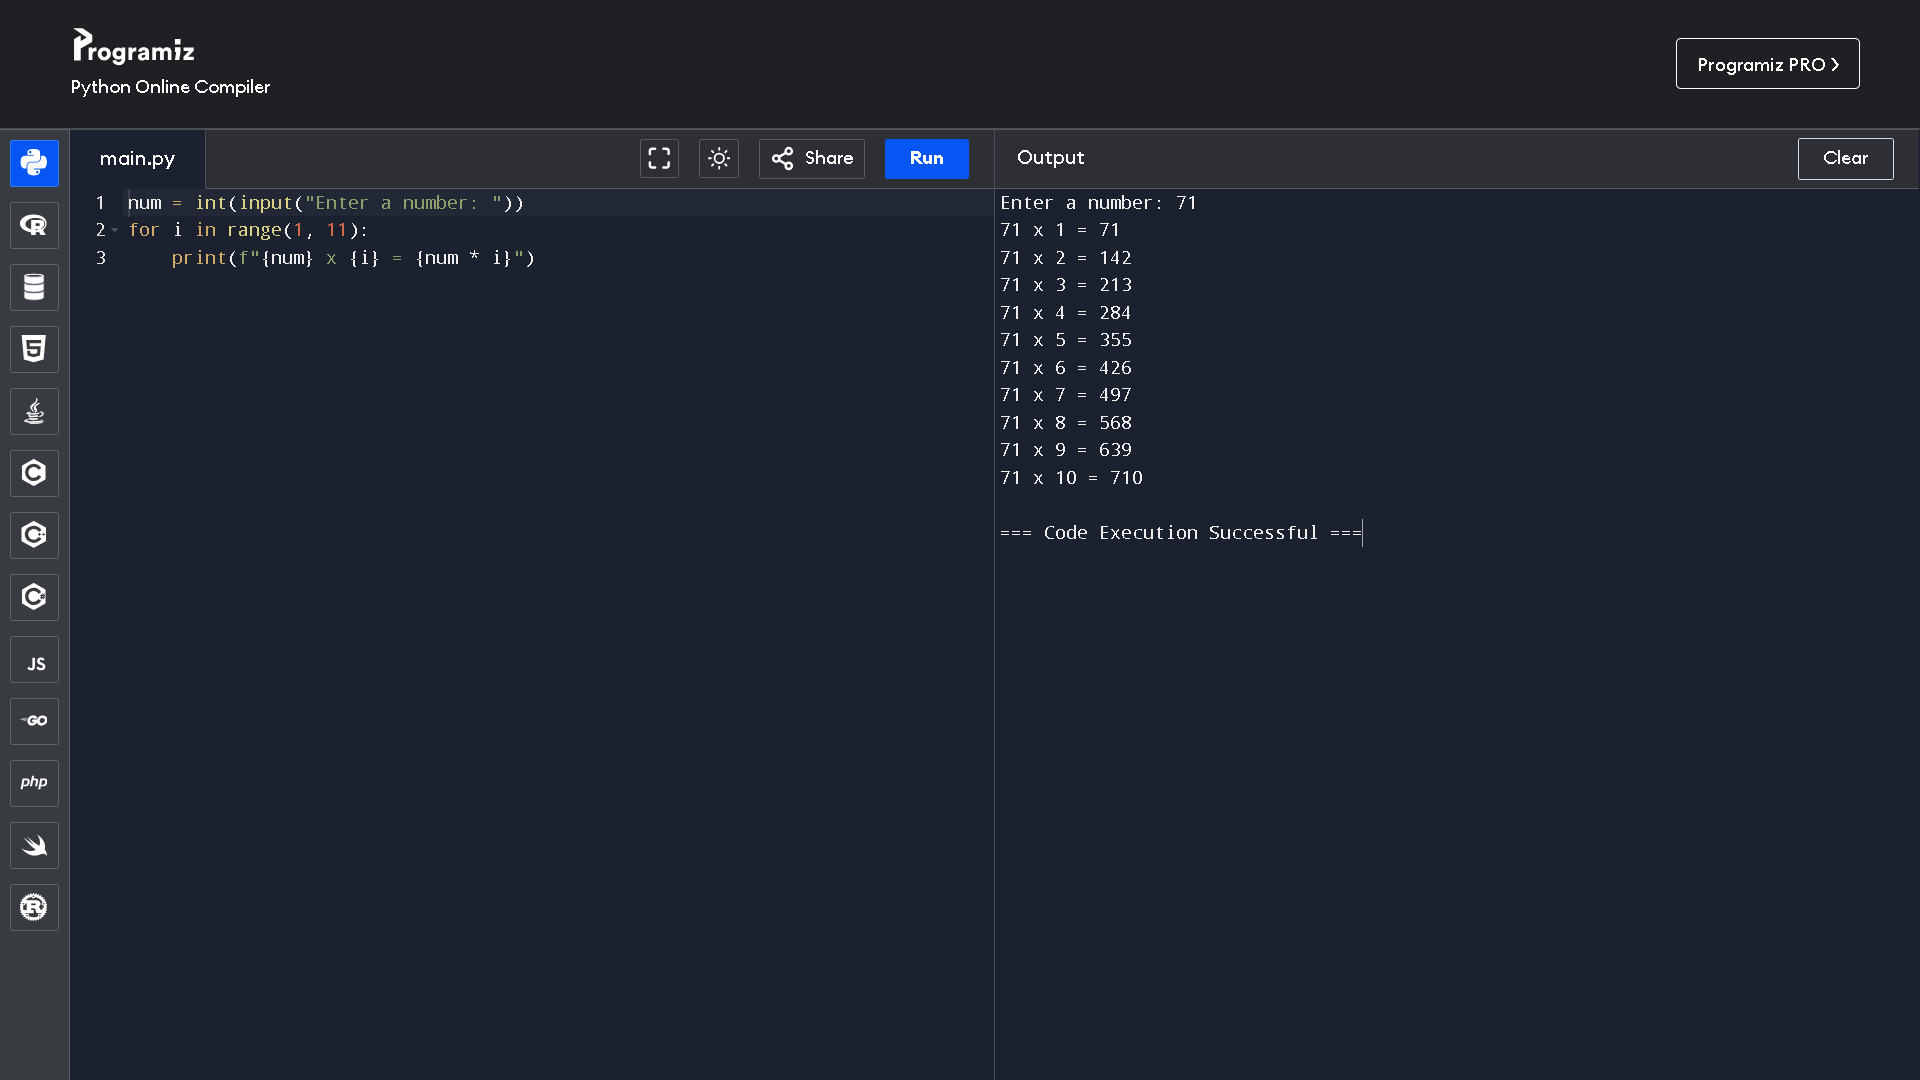 Programiz
Python Online Compiler
Programiz PRO >
main.py
Share
Run
Output
Clear
1 num = int(input("Enter a number: "))
2 for i in range(1, 11):
3     print(f"{num} x {i} = {num * i}")
Enter a number: 71
71 x 1 = 71
71 x 2 = 142
71 x 3 = 213
71 x 4 = 284
71 x 5 = 355
71 x 6 = 426
71 x 7 = 497
71 x 8 = 568
71 x 9 = 639
71 x 10 = 710
=== Code Execution Successful ===
R
5
C
C+
C#
JS
GO
php
R